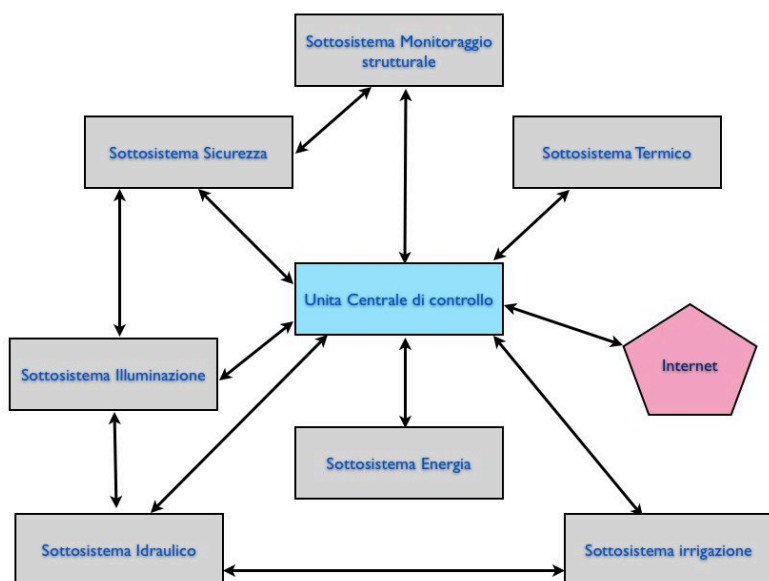 Sottosistema Monitoraggio
strutturale
Sottosistema Sicurezza
Sottosistema Termico
Unita Centrale di controllo
Internet
Sottosistema Illuminazione
Sottosistema Energia
Sottosistema Idraulico
Sottosistema irrigazione